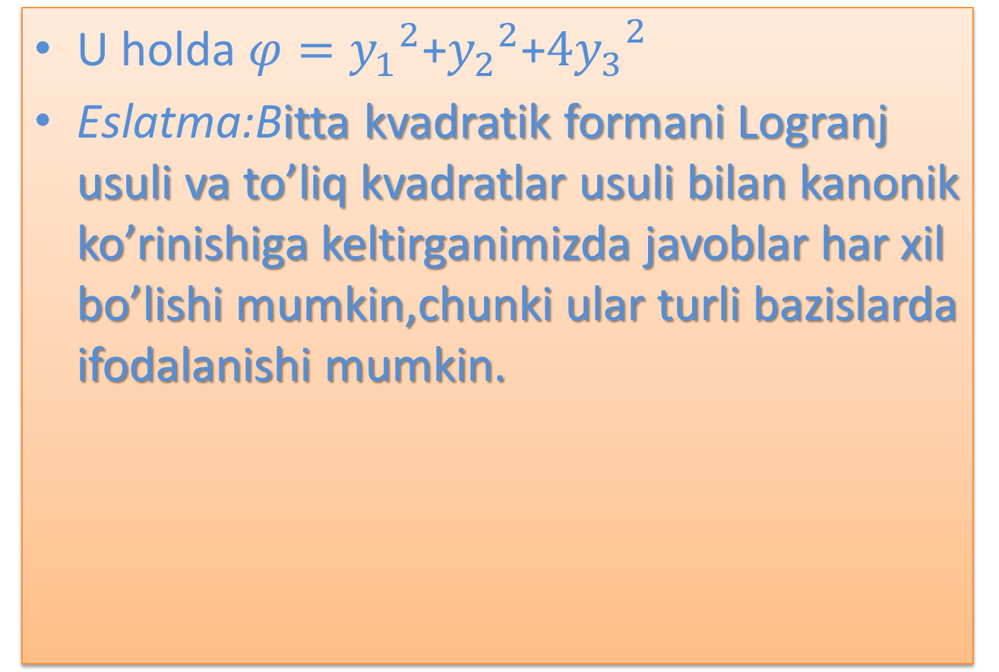 • U holda 𝜑 = 𝑦₁²+𝑦₂²+4𝑦₃²
• Eslatma:Bitta kvadratik formani Logranj
usuli va to’liq kvadratlar usuli bilan kanonik
ko’rinishiga keltirganimizda javoblar har xil
bo’lishi mumkin,chunki ular turli bazislarda
ifodalanishi mumkin.